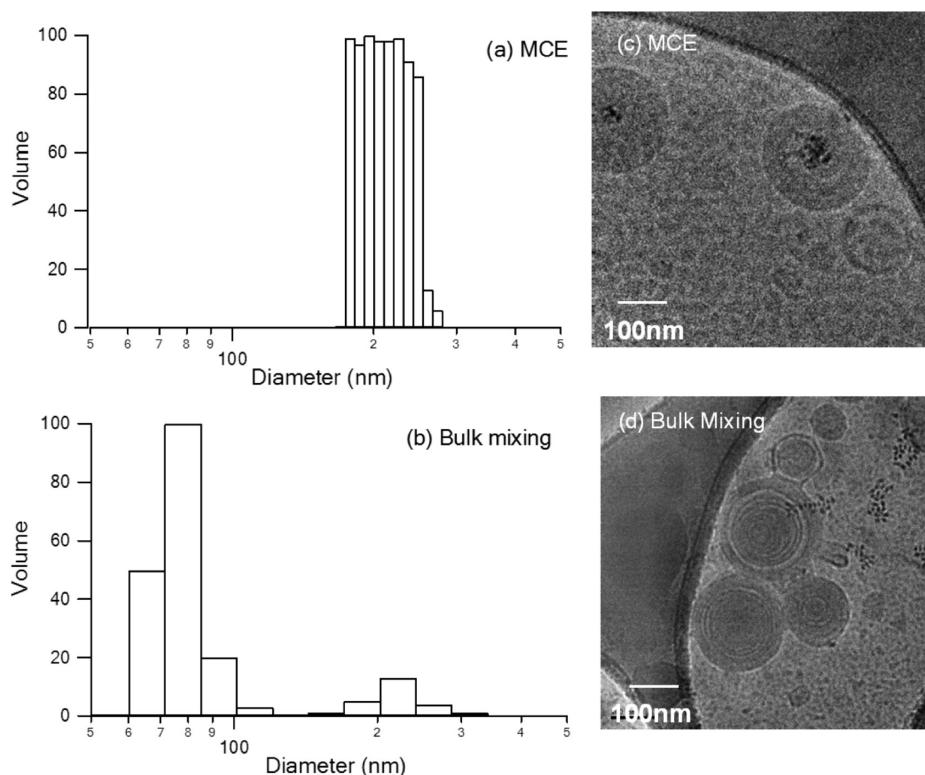 100
80
60
40
20
0
Volume
(a) MCE
5 6 7 8 9 100 2 3 4 5
Diameter (nm)
(c) MCE
100nm
100
80
60
40
20
0
Volume
(b) Bulk mixing
5 6 7 8 9 100 2 3 4 5
Diameter (nm)
(d) Bulk Mixing
100nm